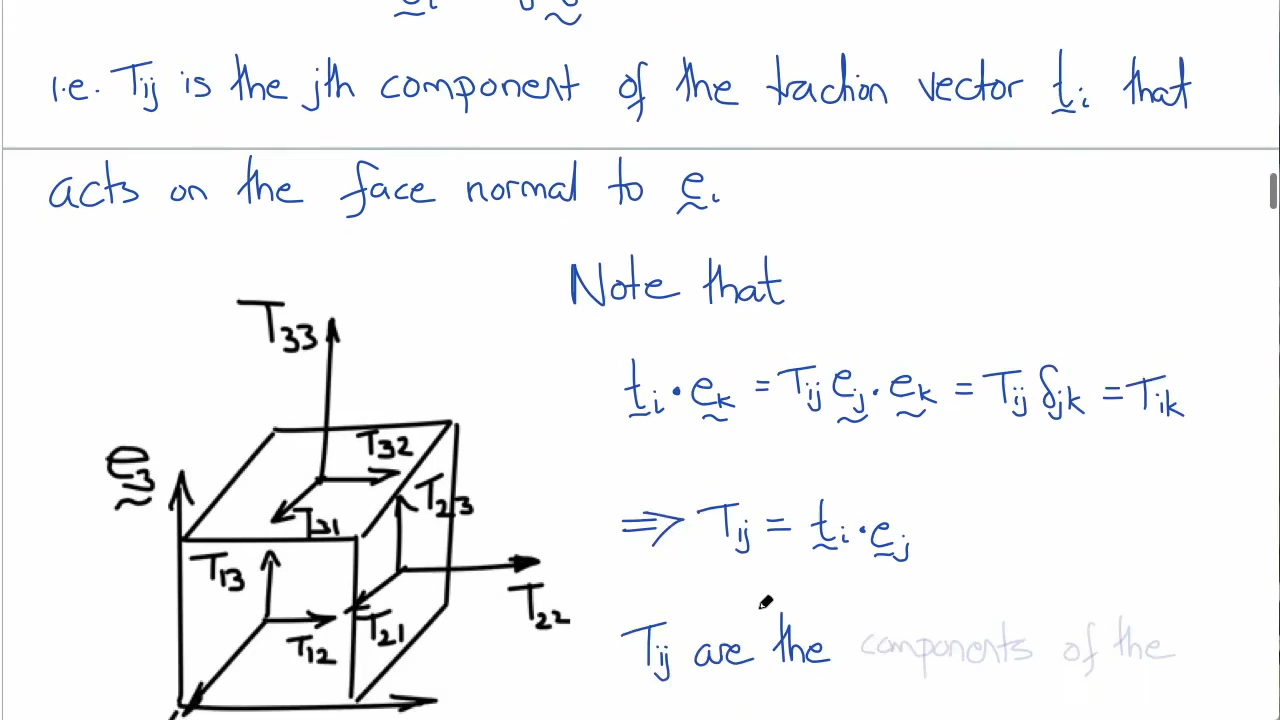 i.e. Tij is the jth component of the traction vector ti that
acts on the face normal to ei
Note that
ti · ek = Tij ej · ek = Tij δjk = Tik
⇒ Tij = ti · ej
Tij are the components of the
T33
e3
T32
T31
T23
T13
T22
T21
T12